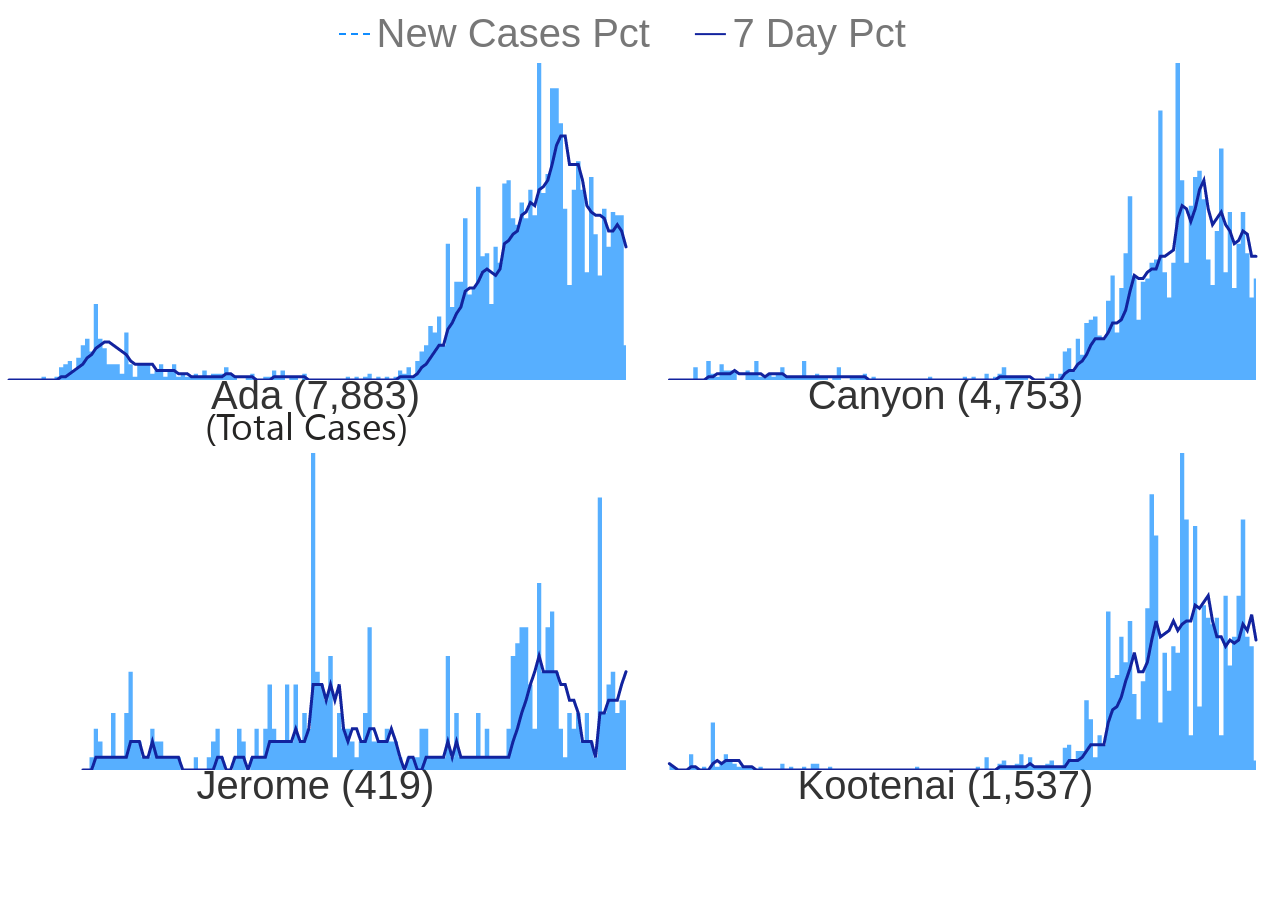 New Cases Pct 7 Day Pct
Ada (7,883) Canyon (4,753)
(Total Cases)
Jerome (419) Kootenai (1,537)